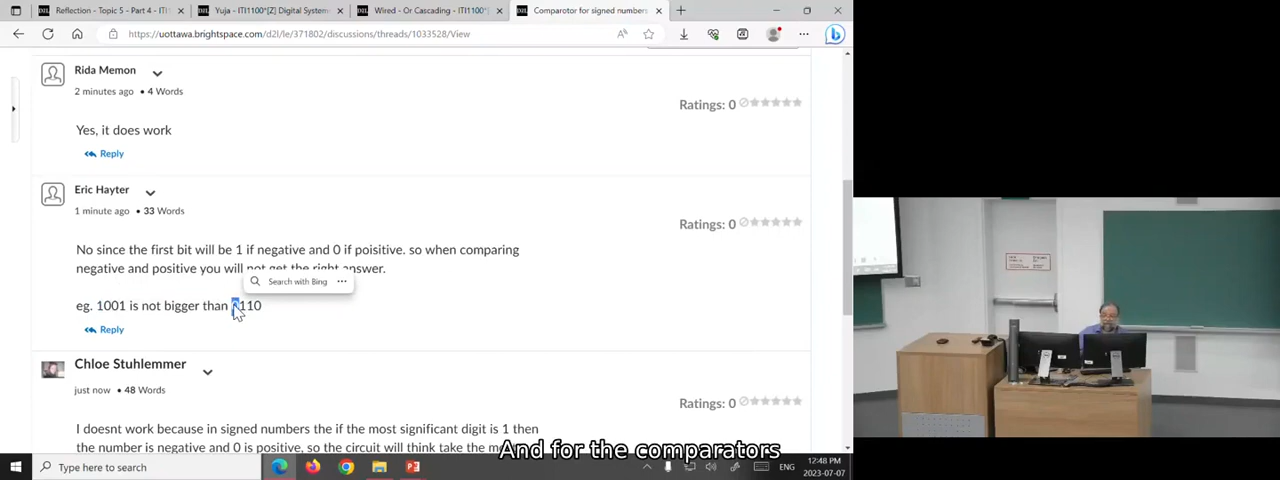 Reflection - Topic 5 - Part 4 - ITI1
Yuja - ITI1100*[Z] Digital System
Wired - Or Cascading - ITI1100*[
Comparotor for signed numbers
https://uottawa.brightspace.com/d2l/le/371802/discussions/threads/1033528/View
Rida Memon
2 minutes ago • 4 Words
Ratings: 0
Yes, it does work
Reply
Eric Hayter
1 minute ago • 33 Words
Ratings: 0
No since the first bit will be 1 if negative and 0 if poisitive. so when comparing
negative and positive you will not get the right answer.
Search with Bing
eg. 1001 is not bigger than 0110
Reply
Chloe Stuhlemmer
just now • 48 Words
Ratings: 0
I doesnt work because in signed numbers the if the most significant digit is 1 then
the number is negative and 0 is positive, so the circuit will think take the m
And for the comparators
Type here to search
ENG
12:48 PM
2023-07-07